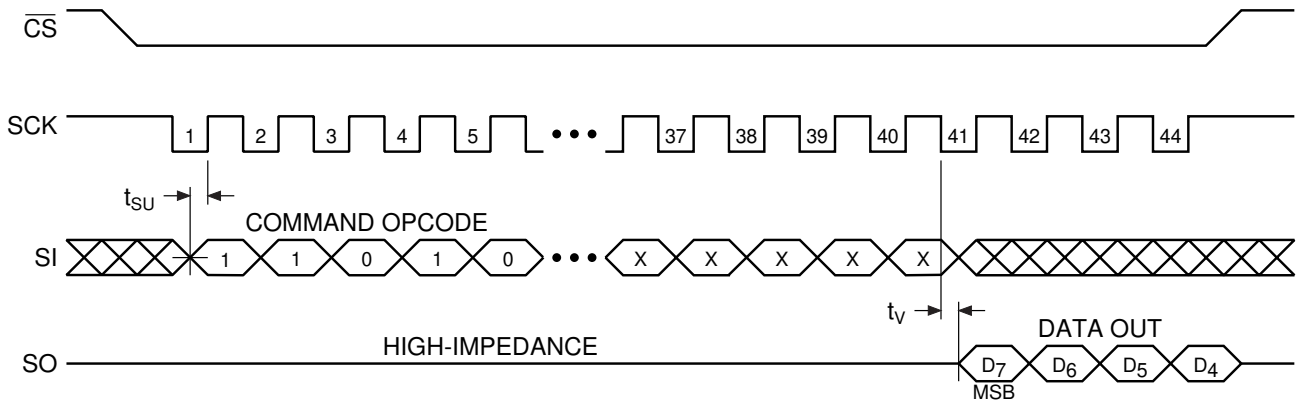 CS
SCK 1 2 3 4 5 37 38 39 40 41 42 43 44
tSU
COMMAND OPCODE
SI 1 1 0 1 0 X X X X X
tV
DATA OUT
HIGH-IMPEDANCE
SO D7 D6 D5 D4
MSB